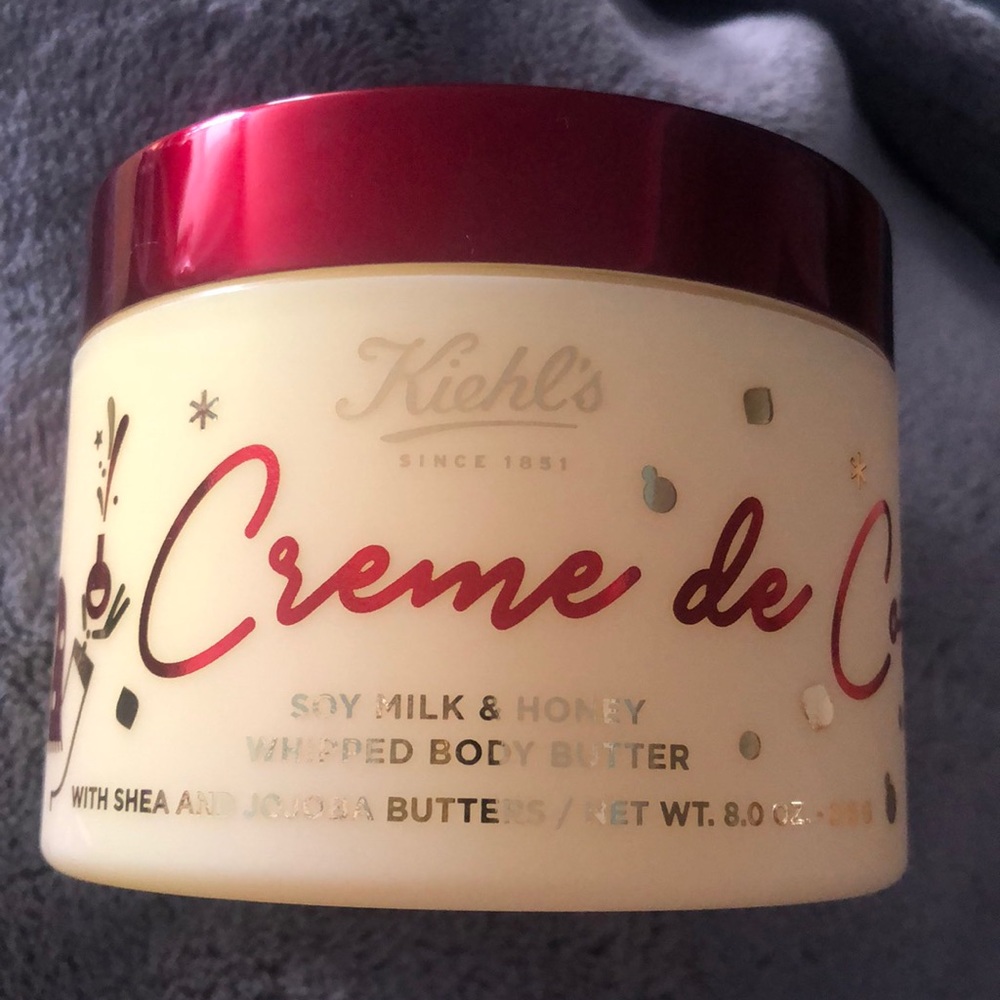 Kiehl's
SINCE 1851
Creme de
SOY MILK & HONEY
WHIPPED BODY BUTTER
WITH SHEA AND JOJOBA BUTTERS / NET WT. 8.0 OZ.